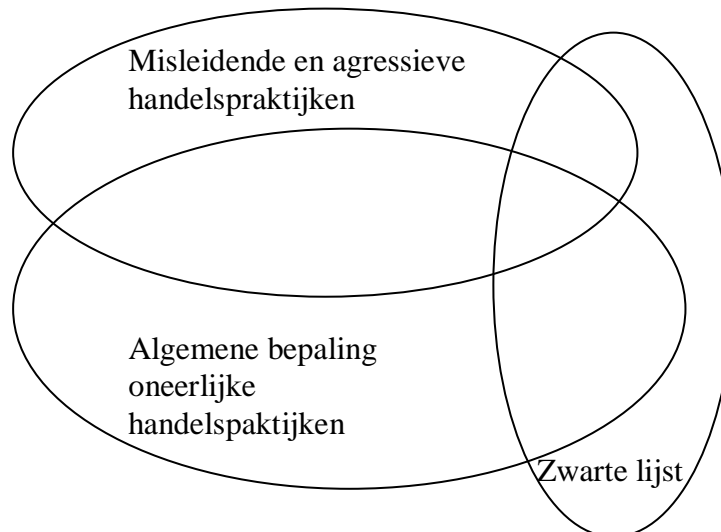 Misleidende en agressieve
handelspraktijken
Algemene bepaling
oneerlijke
handelspaktijken
Zwarte lijst